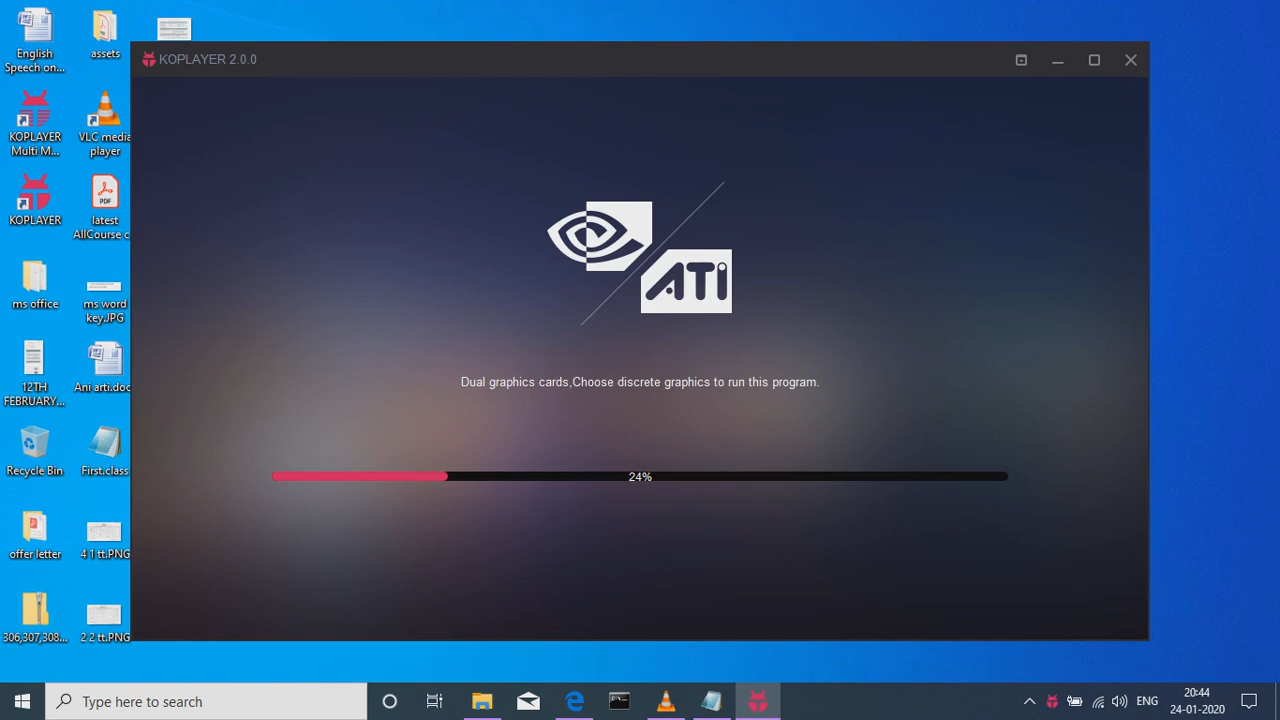 English
Speech on...
assets
KOPLAYER
Multi M...
VLC media
player
KOPLAYER
PDF
latest
AllCourse c
ms office
ms word
key.JPG
12TH
FEBRUARY...
Ani arti.doc
Recycle Bin
First.class
offer letter
4 1 tt.PNG
306,307,308...
2 2 tt.PNG
KOPLAYER 2.0.0
ATI
Dual graphics cards,Choose discrete graphics to run this program.
24%
Type here to search
ENG
20:44
24-01-2020